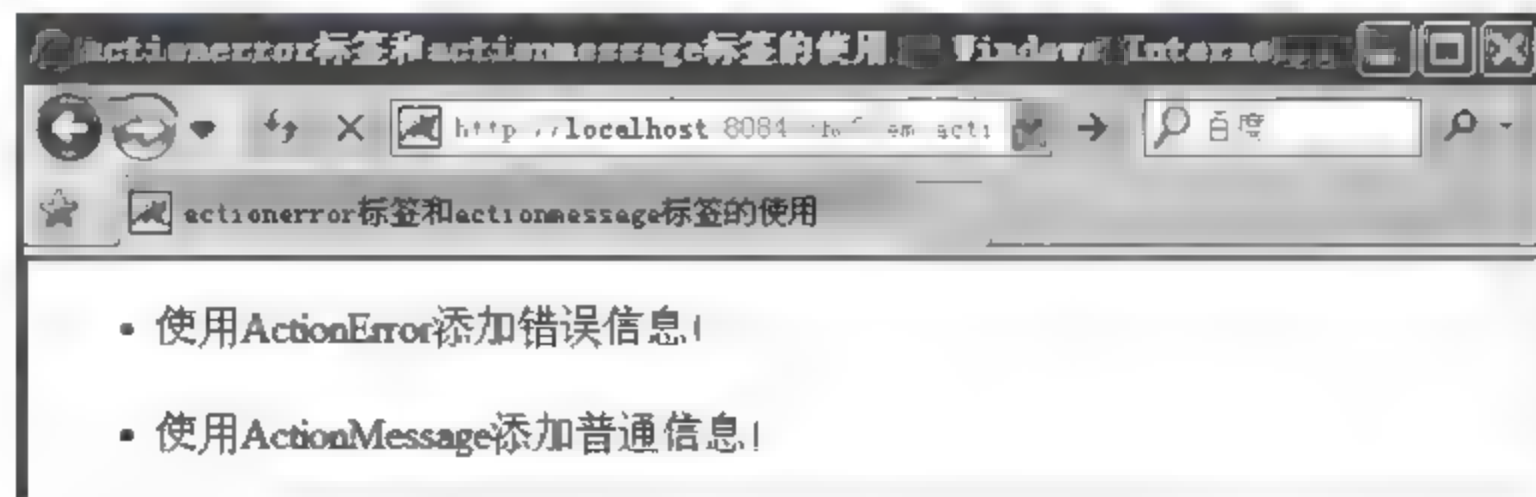 actionerror标签和actionmessage标签的使用 Windows Internet
http://localhost:8084 acti
百度
actionerror标签和actionmessage标签的使用
• 使用ActionError添加错误信息!
• 使用ActionMessage添加普通信息!